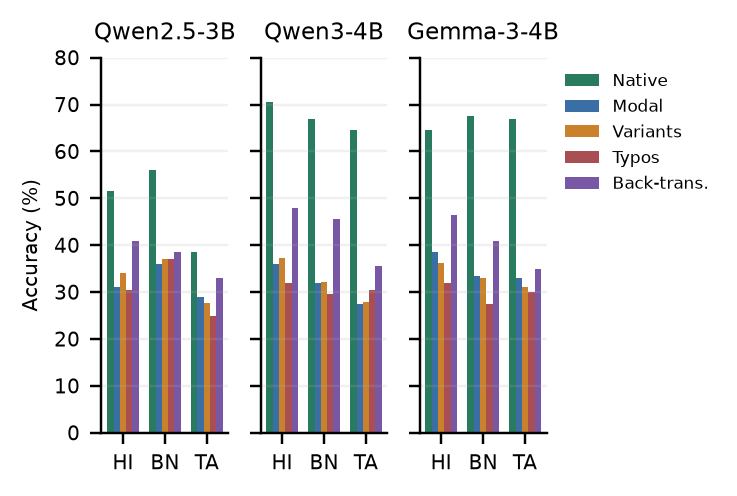 Qwen2.5-3B Qwen3-4B Gemma-3-4B
Accuracy (%)
80
70
60
50
40
30
20
10
0
HI BN TA HI BN TA HI BN TA
Native
Modal
Variants
Typos
Back-trans.